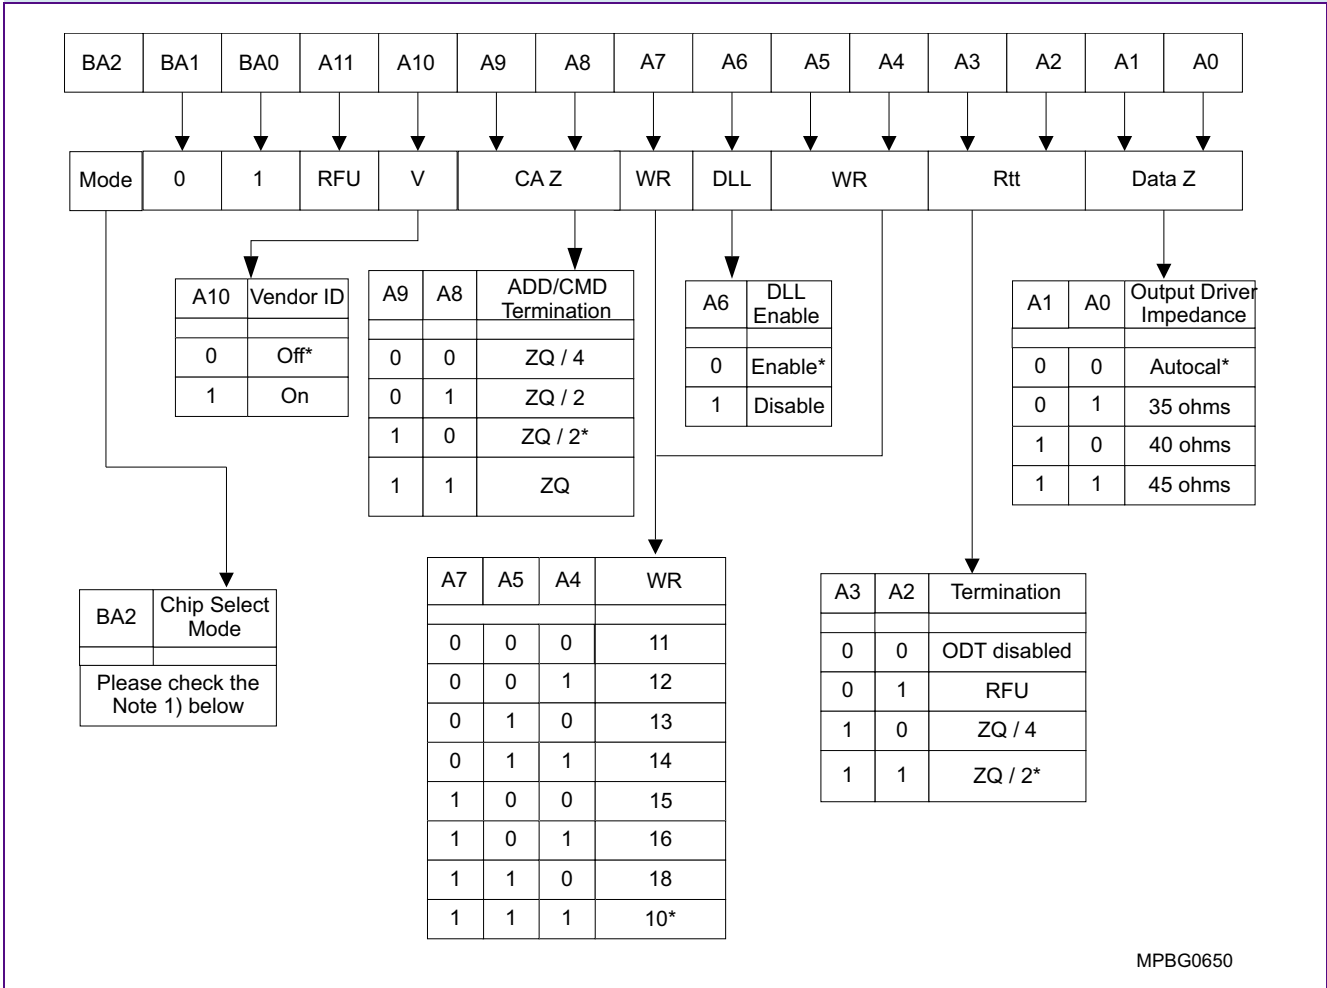 BA2 BA1 BA0 A11 A10 A9 A8 A7 A6 A5 A4 A3 A2 A1 A0
Mode 0 1 RFU V CA Z WR DLL WR Rtt Data Z
A10 Vendor ID
0 Off*
1 On
A9 A8 ADD/CMD
Termination
0 0 ZQ / 4
0 1 ZQ / 2
1 0 ZQ / 2*
1 1 ZQ
A6 DLL
Enable
0 Enable*
1 Disable
A1 A0 Output Driver
Impedance
0 0 Autocal*
0 1 35 ohms
1 0 40 ohms
1 1 45 ohms
BA2 Chip Select
Mode
Please check the
Note 1) below
A7 A5 A4 WR
0 0 0 11
0 0 1 12
0 1 0 13
0 1 1 14
1 0 0 15
1 0 1 16
1 1 0 18
1 1 1 10*
A3 A2 Termination
0 0 ODT disabled
0 1 RFU
1 0 ZQ / 4
1 1 ZQ / 2*
MPBG0650